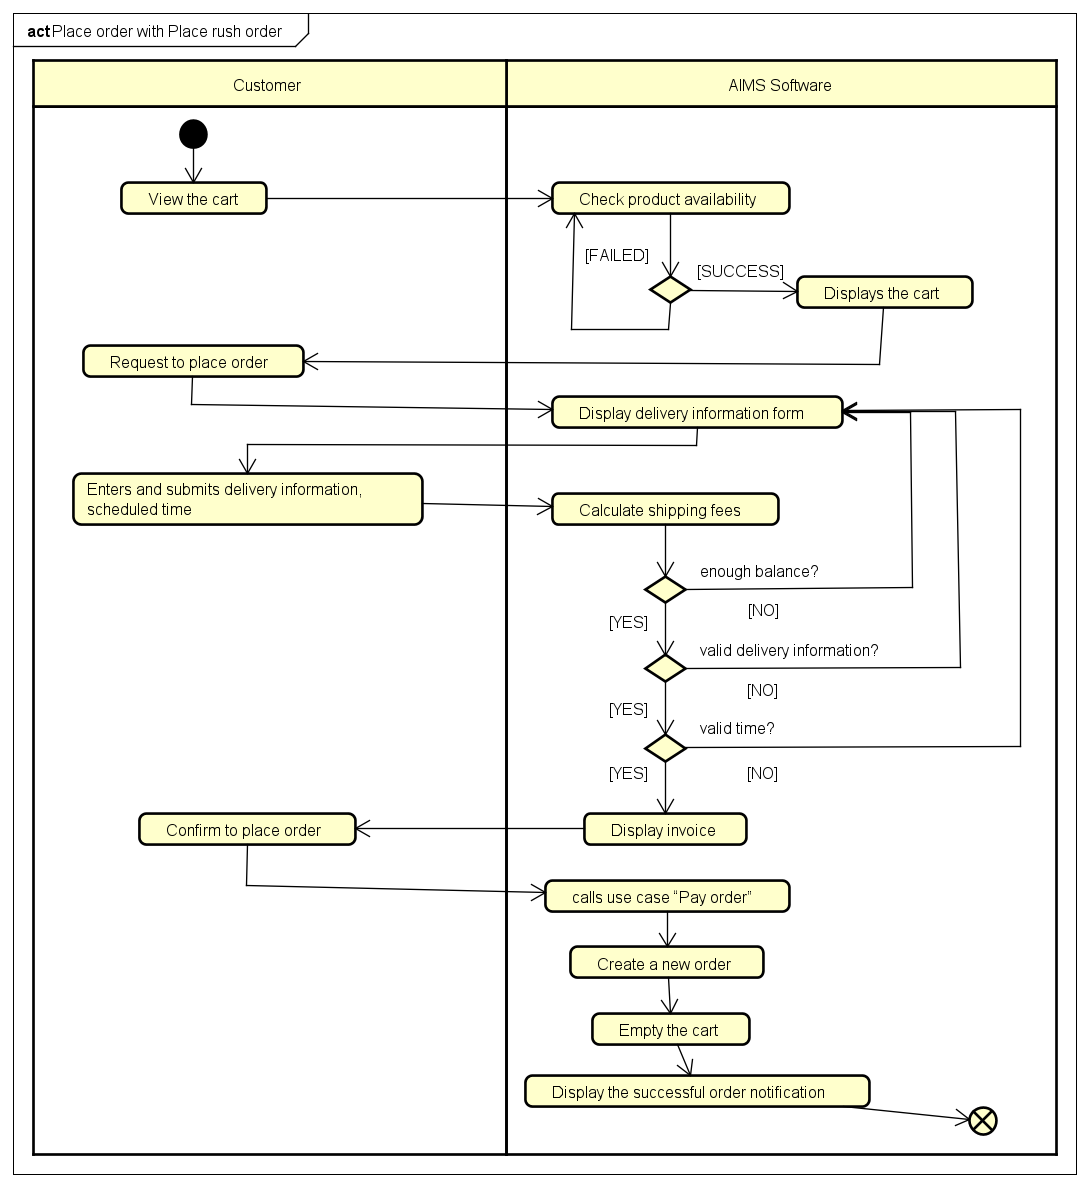 act Place order with Place rush order
Customer
AIMS Software
View the cart
Check product availability
[FAILED]
[SUCCESS]
Displays the cart
Request to place order
Display delivery information form
Enters and submits delivery information,
scheduled time
Calculate shipping fees
enough balance?
[NO]
[YES]
valid delivery information?
[NO]
[YES]
valid time?
[NO]
[YES]
Display invoice
Confirm to place order
calls use case “Pay order”
Create a new order
Empty the cart
Display the successful order notification